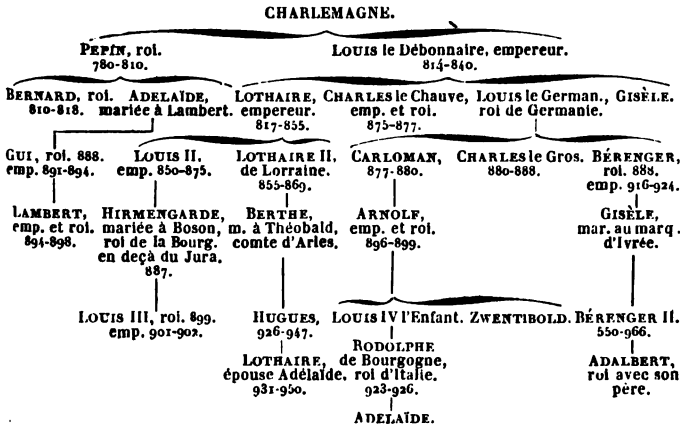 CHARLEMAGNE.
PEPIN, roi. LOUIS le Débonnaire, empereur.
780-810. 814-840.
BERNARD, roi. ADELAÏDE, LOTHAIRE, CHARLES le Chauve, LOUIS le German., GISÈLE.
810-818. mariée à Lambert. empereur. emp. et roi. roi de Germanie.
817-855. 875-877.
GUI, roi. 888. LOUIS II. LOTHAIRE II, CARLOMAN, CHARLES le Gros. BÉRENGER,
emp. 891-894. emp. 850-875. de Lorraine. 877-880. 880-888. roi. 888.
855-869. emp. 916-924.
LAMBERT, HIRMENGARDE, BERTHE, ARNOLF, GISÈLE,
emp. et roi. mariée à Boson, m. à Théobald, emp. et roi. mar. au marq.
894-898. roi de la Bourg. comte d'Arles. 896-899. d'Ivrée.
en deçà du Jura.
887.
LOUIS III, roi. 899. HUGUES, LOUIS IV l'Enfant. ZWENTIBOLD. BÉRENGER II.
emp. 901-902. 926-947. 550-966.
RODOLPHE
LOTHAIRE, de Bourgogne, ADALBERT,
épouse Adélaïde. roi d'Italie. roi avec son
931-950. 923-926. père.
ADELAÏDE.